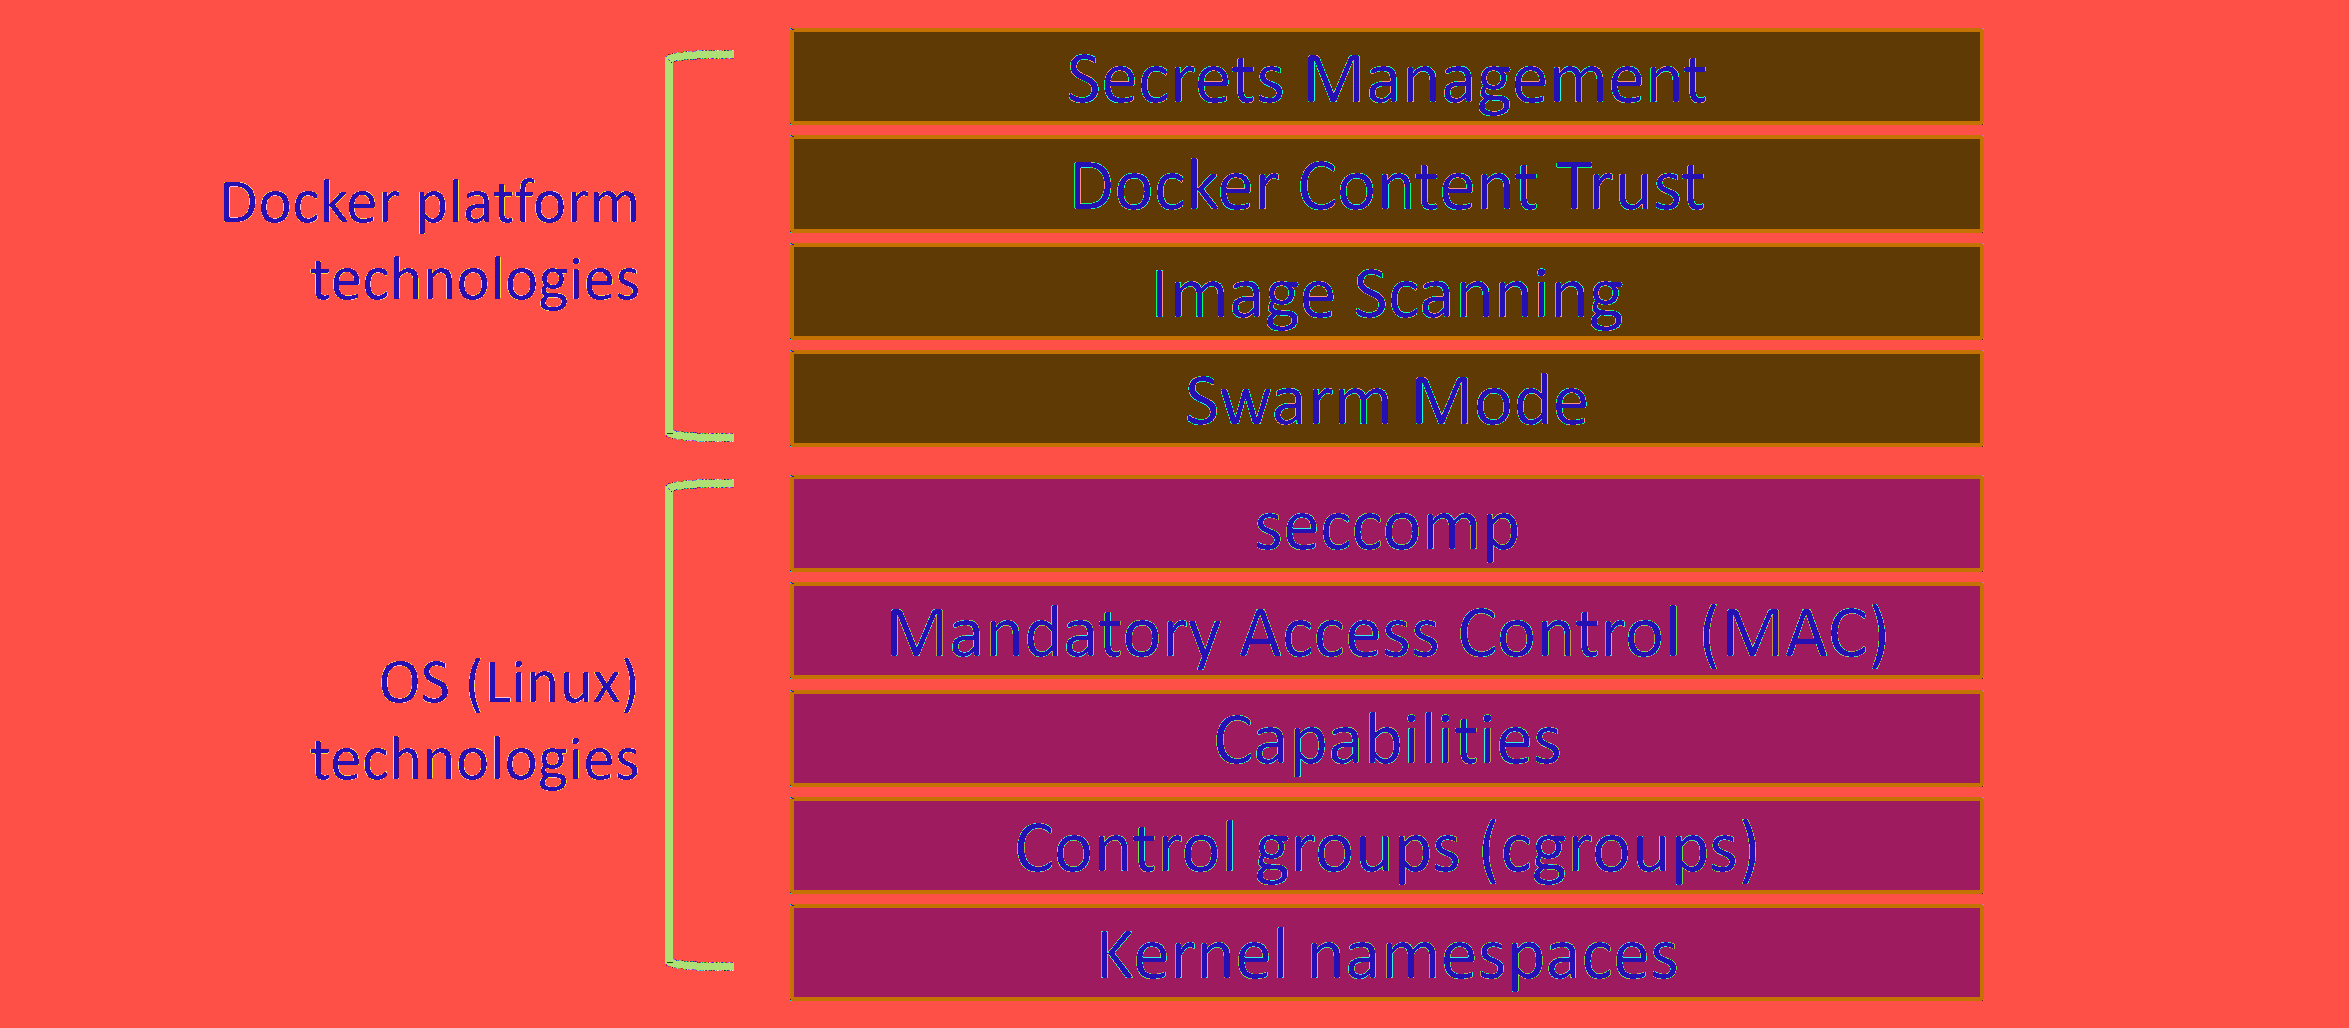 Docker platform
technologies
Secrets Management
Docker Content Trust
Image Scanning
Swarm Mode
OS (Linux)
technologies
seccomp
Mandatory Access Control (MAC)
Capabilities
Control groups (cgroups)
Kernel namespaces